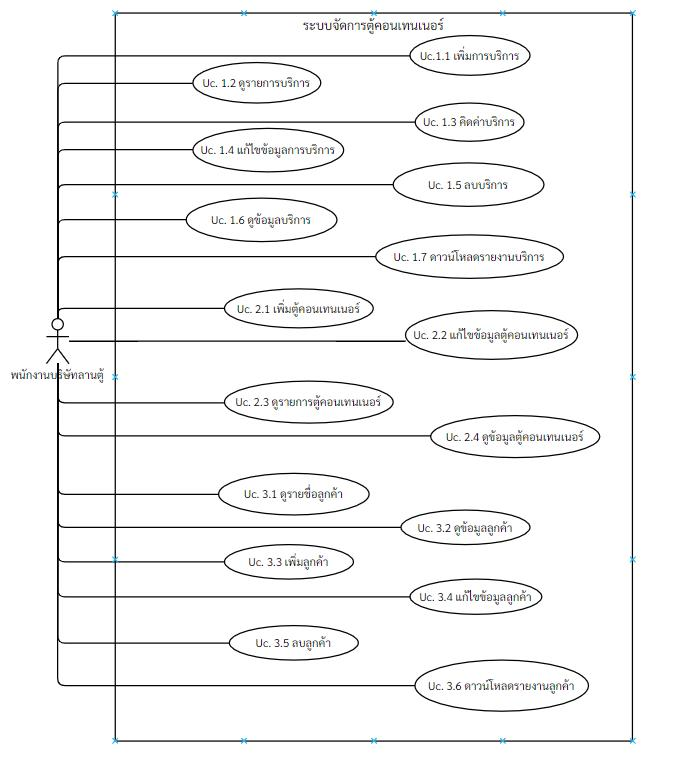 ระบบจัดการตู้คอนเทนเนอร์
Uc.1.1 เพิ่มการบริการ
Uc. 1.2 ดูรายการบริการ
Uc. 1.3 คิดค่าบริการ
Uc. 1.4 แก้ไขข้อมูลการบริการ
Uc. 1.5 ลบบริการ
Uc. 1.6 ดูข้อมูลบริการ
Uc. 1.7 ดาวน์โหลดรายงานบริการ
Uc. 2.1 เพิ่มตู้คอนเทนเนอร์
Uc. 2.2 แก้ไขข้อมูลตู้คอนเทนเนอร์
พนักงานบริษัทลานตู้
Uc. 2.3 ดูรายการตู้คอนเทนเนอร์
Uc. 2.4 ดูข้อมูลตู้คอนเทนเนอร์
Uc. 3.1 ดูรายชื่อลูกค้า
Uc. 3.2 ดูข้อมูลลูกค้า
Uc. 3.3 เพิ่มลูกค้า
Uc. 3.4 แก้ไขข้อมูลลูกค้า
Uc. 3.5 ลบลูกค้า
Uc. 3.6 ดาวน์โหลดรายงานลูกค้า